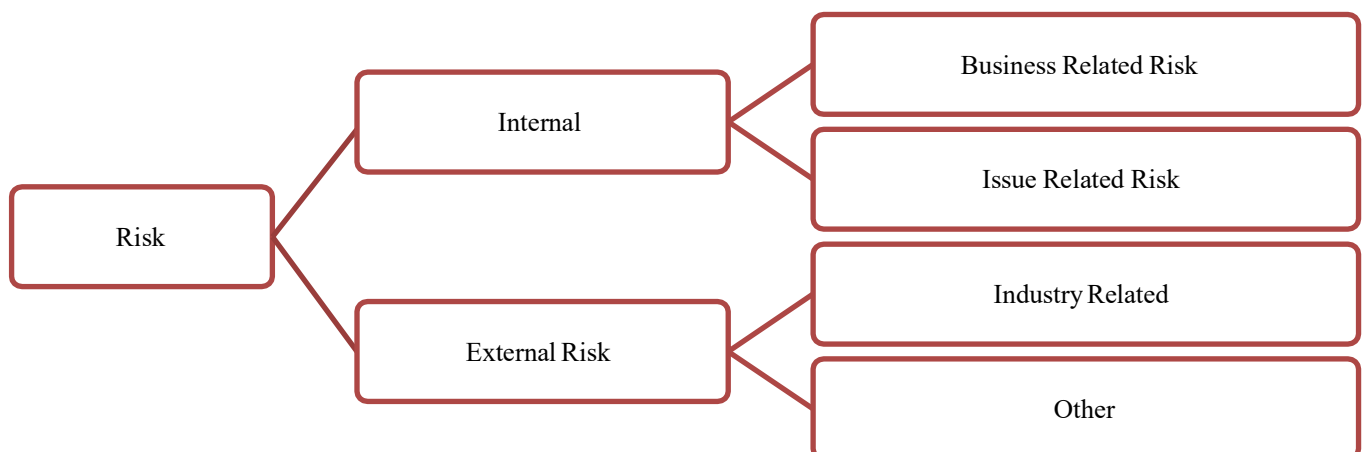 Risk
Internal
Business Related Risk
Issue Related Risk
External Risk
Industry Related
Other